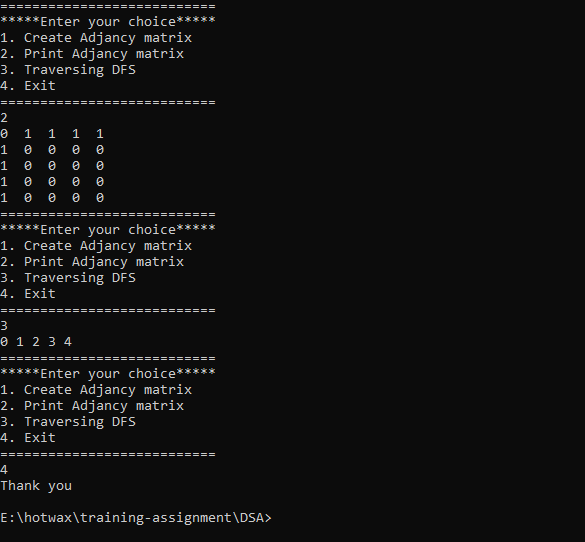 ===========================
*****Enter your choice*****
1. Create Adjancy matrix
2. Print Adjancy matrix
3. Traversing DFS
4. Exit
===========================
2
0  1  1  1  1
1  0  0  0  0
1  0  0  0  0
1  0  0  0  0
1  0  0  0  0
===========================
*****Enter your choice*****
1. Create Adjancy matrix
2. Print Adjancy matrix
3. Traversing DFS
4. Exit
===========================
3
0 1 2 3 4
===========================
*****Enter your choice*****
1. Create Adjancy matrix
2. Print Adjancy matrix
3. Traversing DFS
4. Exit
===========================
4
Thank you
E:\hotwax\training-assignment\DSA>